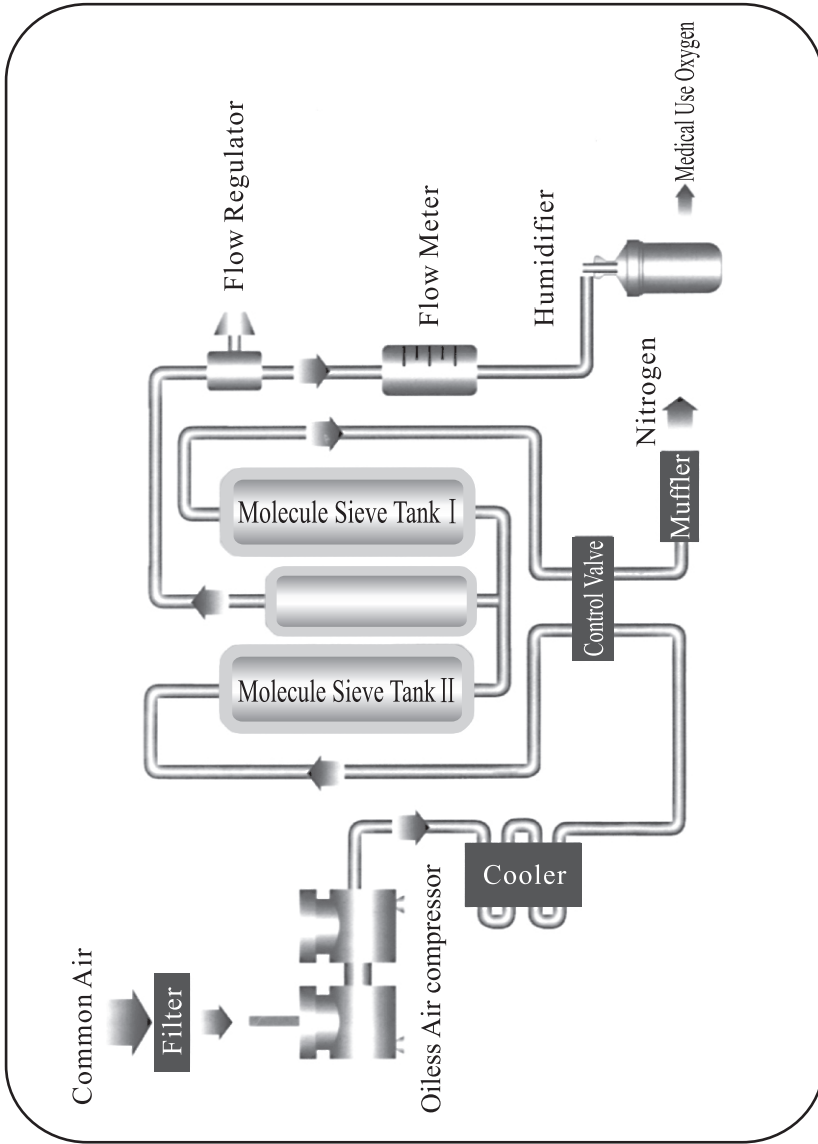 Common Air
Filter
Oiless Air compressor
Cooler
Control Valve
Molecule Sieve Tank II
Molecule Sieve Tank I
Muffler
Nitrogen
Flow Regulator
Flow Meter
Humidifier
Medical Use Oxygen